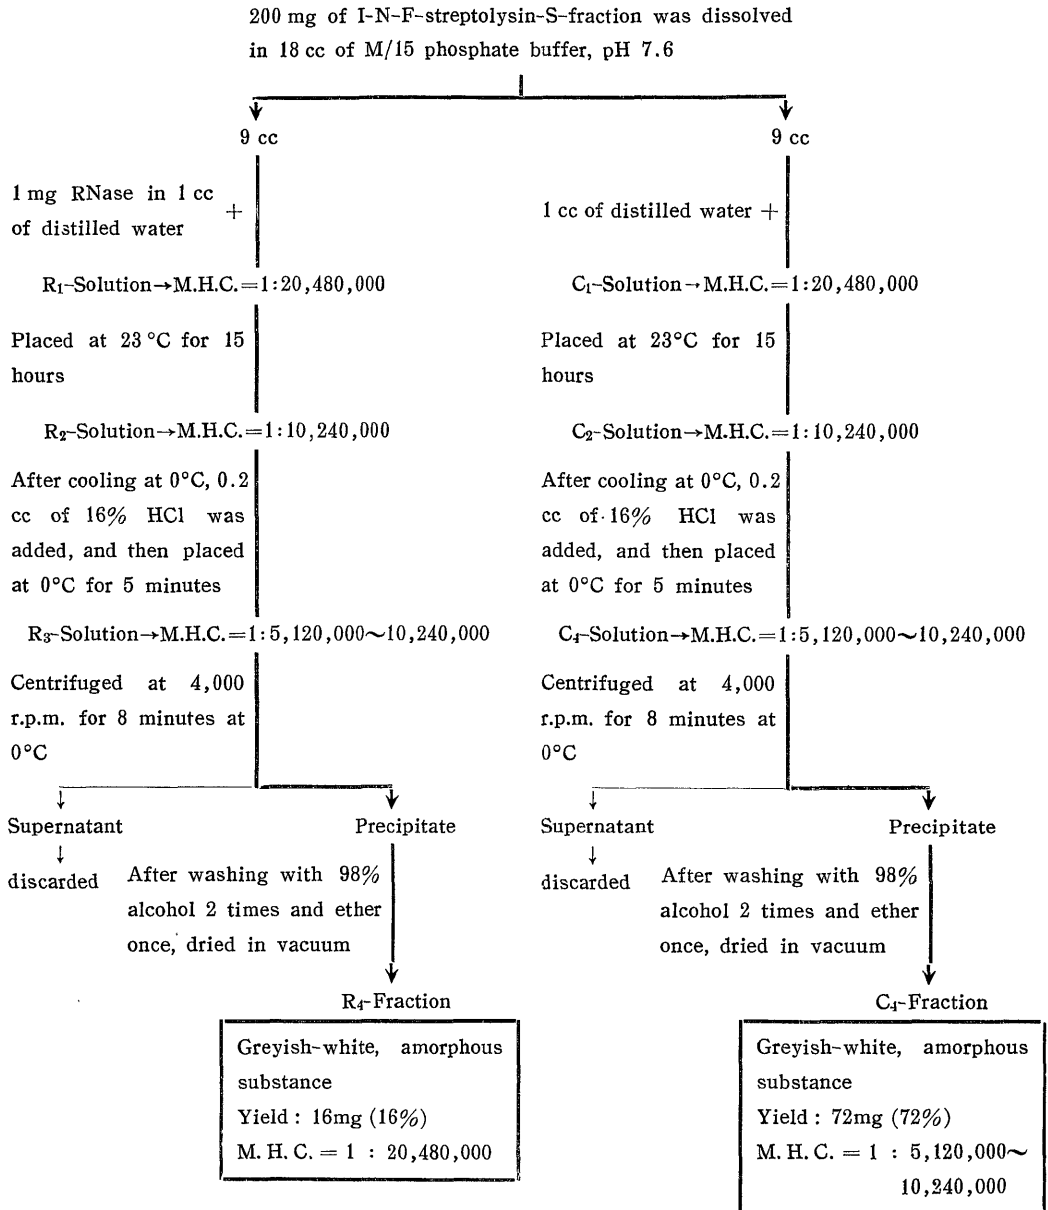 200 mg of I-N-F-streptolysin-S-fraction was dissolved
in 18 cc of M/15 phosphate buffer, pH 7.6
9 cc
1 mg RNase in 1 cc
of distilled water
+
R₁-Solution→M.H.C.=1:20,480,000
Placed at 23 °C for 15
hours
R₂-Solution→M.H.C.=1:10,240,000
After cooling at 0°C, 0.2
cc of 16% HCl was
added, and then placed
at 0°C for 5 minutes
R₃-Solution→M.H.C.=1:5,120,000~10,240,000
Centrifuged at 4,000
r.p.m. for 8 minutes at
0°C
Supernatant
discarded
Precipitate
After washing with 98%
alcohol 2 times and ether
once, dried in vacuum
R₄-Fraction
Greyish-white, amorphous
substance
Yield : 16mg (16%)
M. H. C. = 1 : 20,480,000
9 cc
1 cc of distilled water +
C₁-Solution→M.H.C.=1:20,480,000
Placed at 23°C for 15
hours
C₂-Solution→M.H.C.=1:10,240,000
After cooling at 0°C, 0.2
cc of 16% HCl was
added, and then placed
at 0°C for 5 minutes
C₄-Solution→M.H.C.=1:5,120,000~10,240,000
Centrifuged at 4,000
r.p.m. for 8 minutes at
0°C
Supernatant
discarded
Precipitate
After washing with 98%
alcohol 2 times and ether
once, dried in vacuum
C₄-Fraction
Greyish-white, amorphous
substance
Yield : 72mg (72%)
M. H. C. = 1 : 5,120,000~
10,240,000